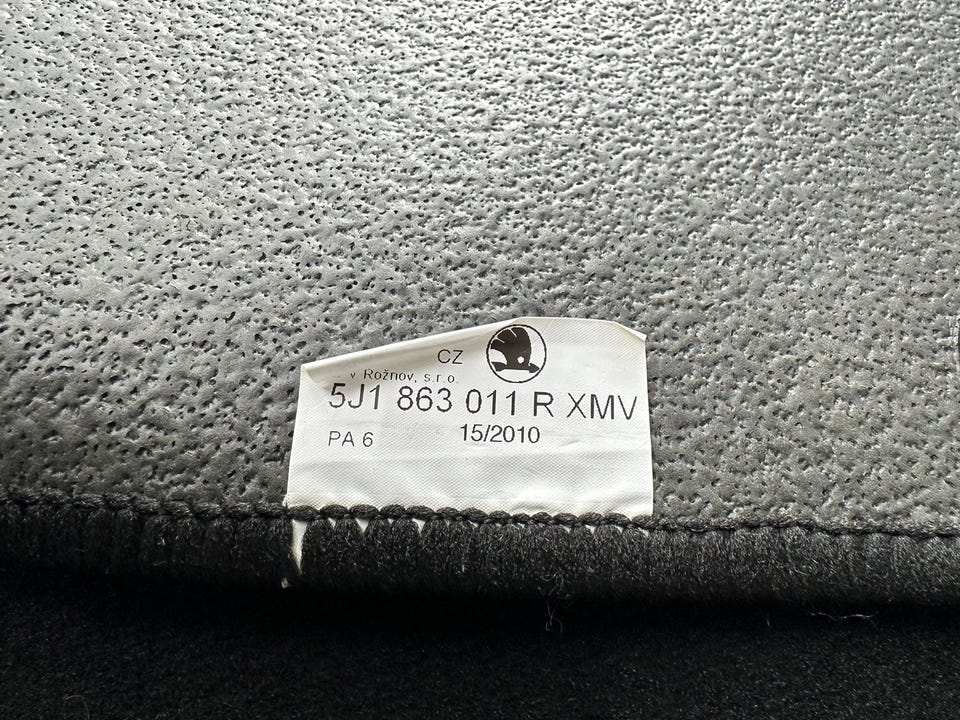 CZ
v Rožnov, s.r.o.
5J1 863 011 R XMV
PA 6 15/2010